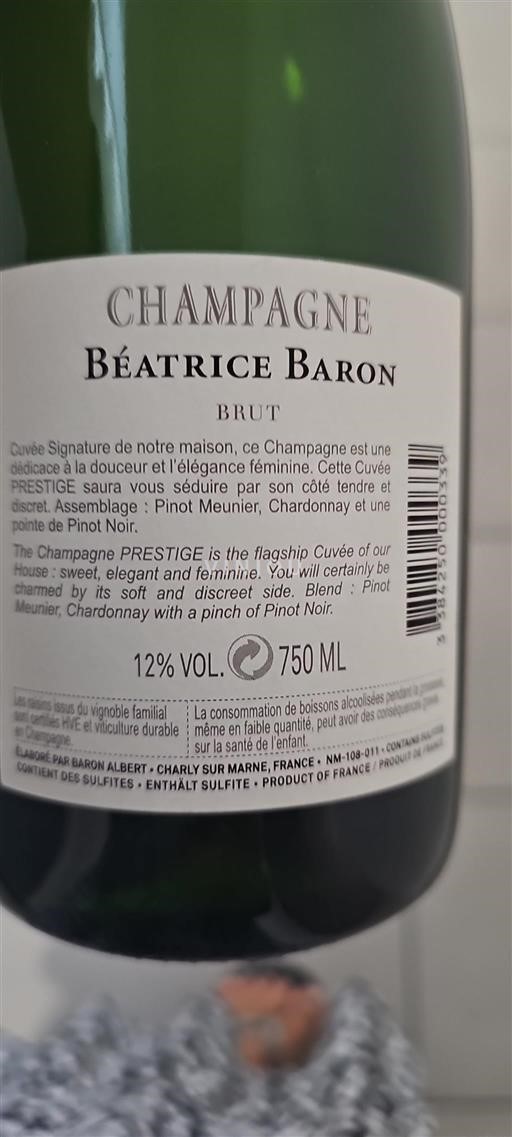 CHAMPAGNE
BÉATRICE BARON
BRUT
Cuvée Signature de notre maison, ce Champagne est une
dédicace à la douceur et l'élégance féminine. Cette Cuvée
PRESTIGE saura vous séduire par son côté tendre et
discret. Assemblage : Pinot Meunier, Chardonnay et une
pointe de Pinot Noir.
The Champagne PRESTIGE is the flagship Cuvée of our
House : sweet, elegant and feminine. You will certainly be
charmed by its soft and discreet side. Blend : Pinot
Meunier, Chardonnay with a pinch of Pinot Noir.
3 384250 000339
12% VOL. 750 ML
Les raisins issus du vignoble familial
sont certifiés HVE et viticulture durable
en Champagne.
La consommation de boissons alcoolisées pendant la grossesse,
même en faible quantité, peut avoir des conséquences graves
sur la santé de l'enfant.
ÉLABORÉ PAR BARON ALBERT • CHARLY SUR MARNE, FRANCE • NM-108-011 • CONTAINS SULFITES
CONTIENT DES SULFITES • ENTHÄLT SULFITE • PRODUCT OF FRANCE / PRODUIT DE FRANCE